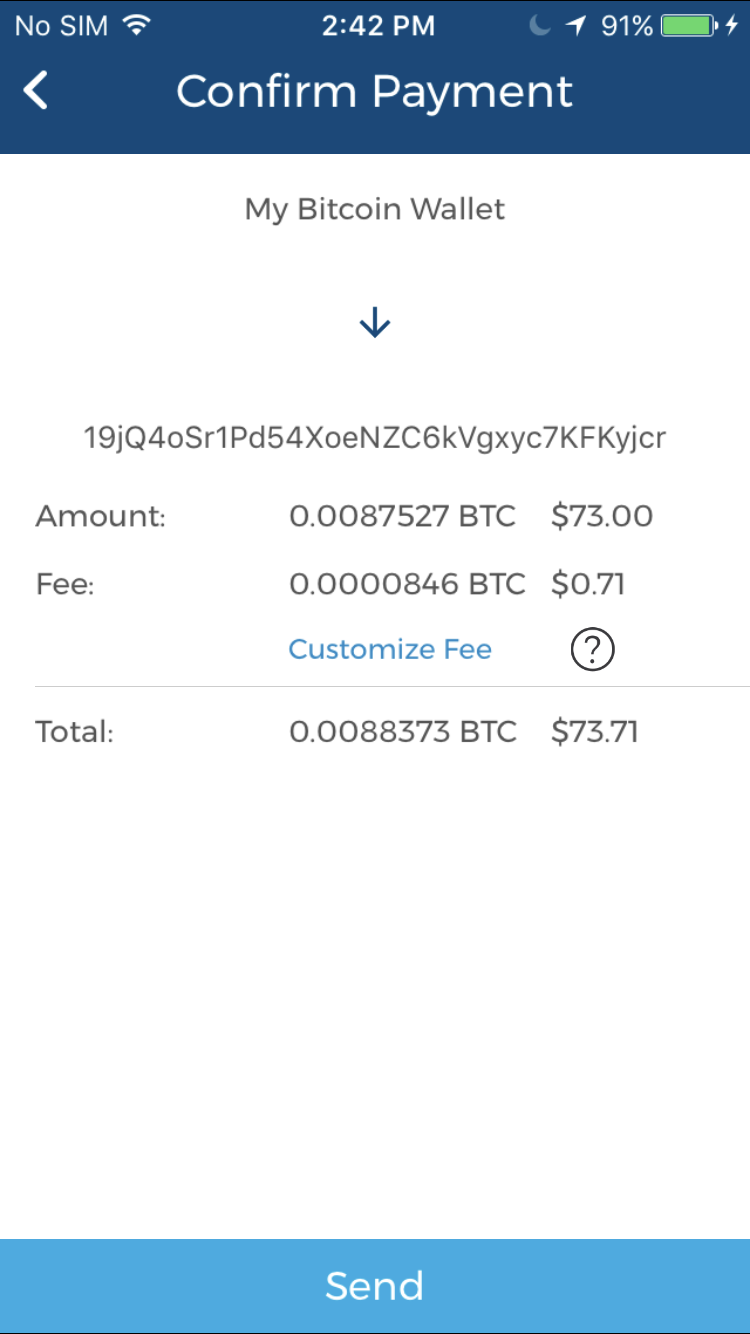 No SIM 2:42 PM 91%
Confirm Payment
My Bitcoin Wallet
19jQ4oSr1Pd54XoeNZC6kVgxyc7KFKyjcr
Amount: 0.0087527 BTC $73.00
Fee: 0.0000846 BTC $0.71
Customize Fee ?
Total: 0.0088373 BTC $73.71
Send